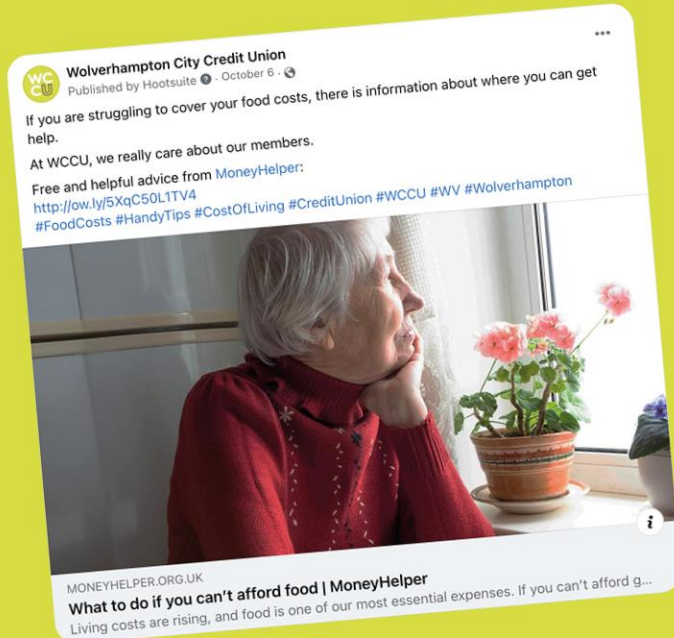 WC
CU
Wolverhampton City Credit Union
Published by Hootsuite · October 6 ·
If you are struggling to cover your food costs, there is information about where you can get
help.
At WCCU, we really care about our members.
Free and helpful advice from MoneyHelper:
http://ow.ly/5XqC50L1TV4
#FoodCosts #HandyTips #CostOfLiving #CreditUnion #WCCU #WV #Wolverhampton
MONEYHELPER.ORG.UK
What to do if you can't afford food | MoneyHelper
Living costs are rising, and food is one of our most essential expenses. If you can't afford g...